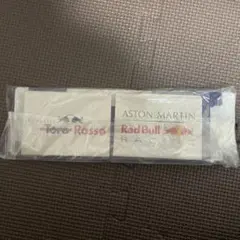 Toro Rosso
ASTON MARTIN
Red Bull